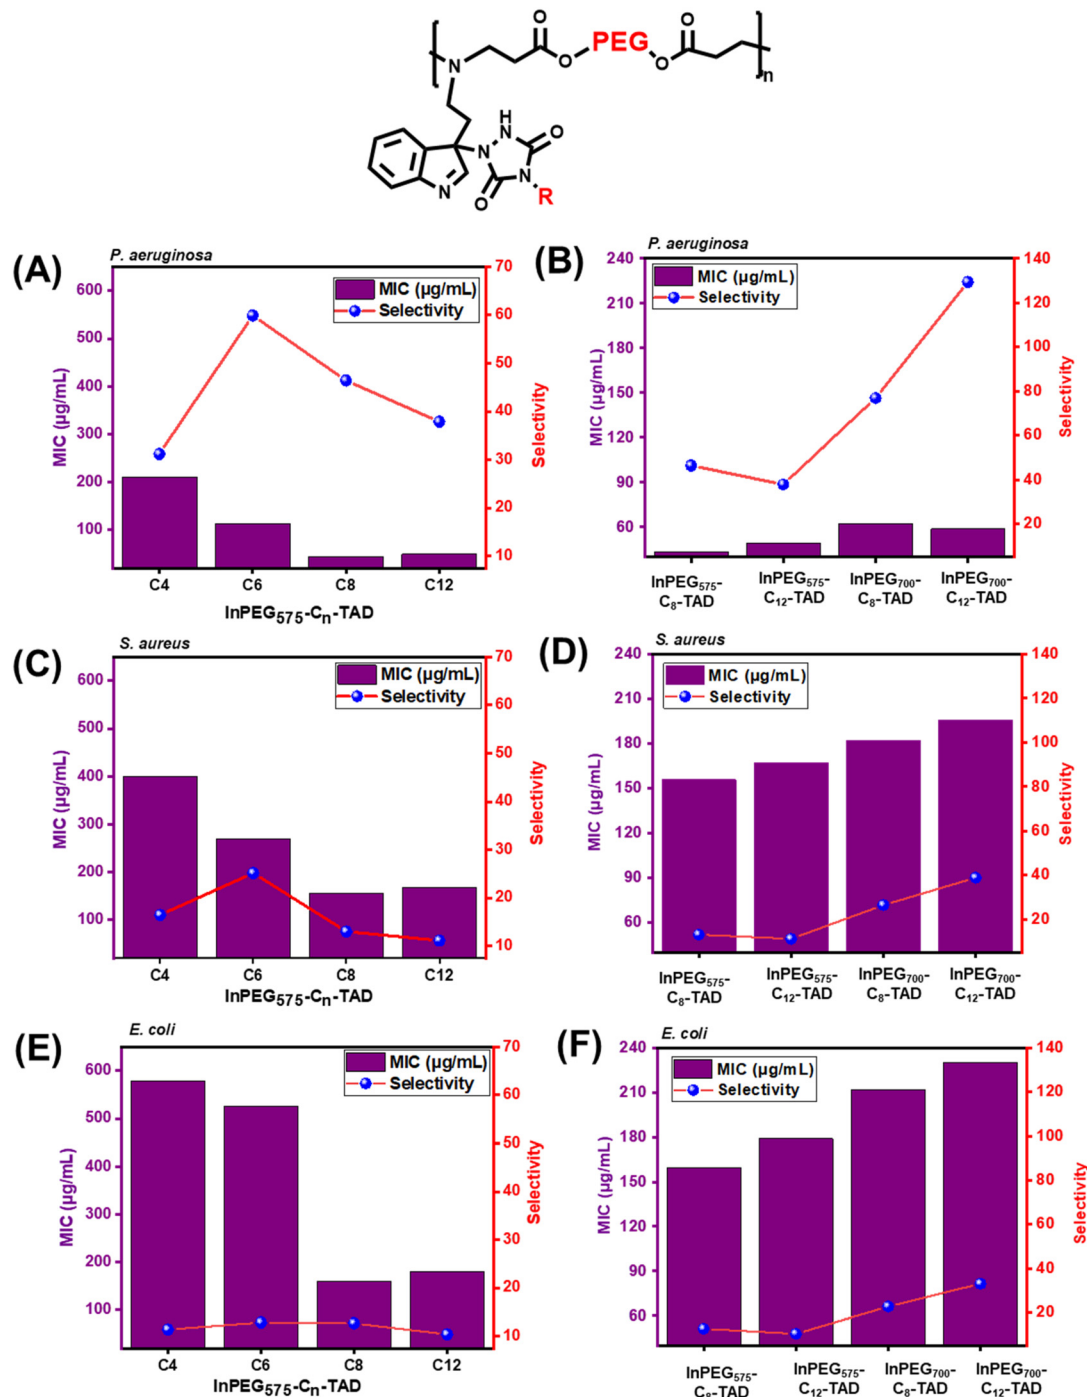 O
O
PEG
N
O
O
n
H
N
NH
O
N
N
O
R
(A)
P. aeruginosa
MIC (µg/mL)
Selectivity
600
500
400
300
200
100
MIC (µg/mL)
70
60
50
40
30
20
10
Selectivity
C4 C6 C8 C12
InPEG575-Cn-TAD
(B)
P. aeruginosa
MIC (µg/mL)
Selectivity
240
210
180
150
120
90
60
MIC (µg/mL)
140
120
100
80
60
40
20
Selectivity
InPEG575- InPEG575- InPEG700- InPEG700-
C8-TAD C12-TAD C8-TAD C12-TAD
(C)
S. aureus
MIC (µg/mL)
Selectivity
600
500
400
300
200
100
MIC (µg/mL)
70
60
50
40
30
20
10
Selectivity
C4 C6 C8 C12
InPEG575-Cn-TAD
(D)
S. aureus
MIC (µg/mL)
Selectivity
240
210
180
150
120
90
60
MIC (µg/mL)
140
120
100
80
60
40
20
Selectivity
InPEG575- InPEG575- InPEG700- InPEG700-
C8-TAD C12-TAD C8-TAD C12-TAD
(E)
E. coli
MIC (µg/mL)
Selectivity
600
500
400
300
200
100
MIC (µg/mL)
70
60
50
40
30
20
10
Selectivity
C4 C6 C8 C12
InPEG575-Cn-TAD
(F)
E. coli
MIC (µg/mL)
Selectivity
240
210
180
150
120
90
60
MIC (µg/mL)
140
120
100
80
60
40
20
Selectivity
InPEG575- InPEG575- InPEG700- InPEG700-
C8-TAD C12-TAD C8-TAD C12-TAD